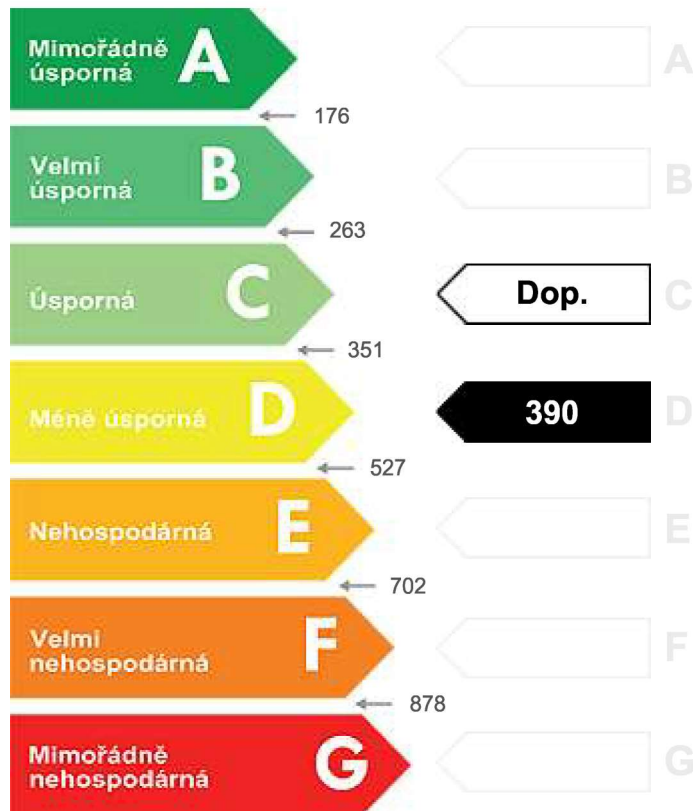 Mimořádně
úsporná
A
A
176
Velmi
úsporná
B
B
263
Úsporná
C
Dop.
C
351
Méně úsporná
D
390
D
527
Nehospodárná
E
E
702
Velmi
nehospodárná
F
F
878
Mimořádně
nehospodárná
G
G